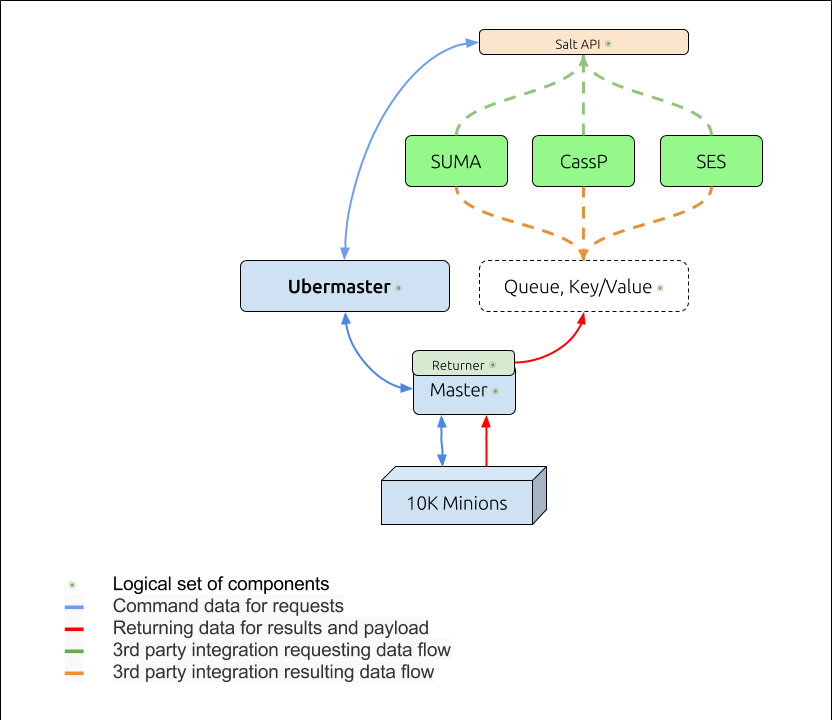 Salt API
SUMA
CassP
SES
Ubermaster
Queue, Key/Value
Returner
Master
10K Minions
Logical set of components
Command data for requests
Returning data for results and payload
3rd party integration requesting data flow
3rd party integration resulting data flow